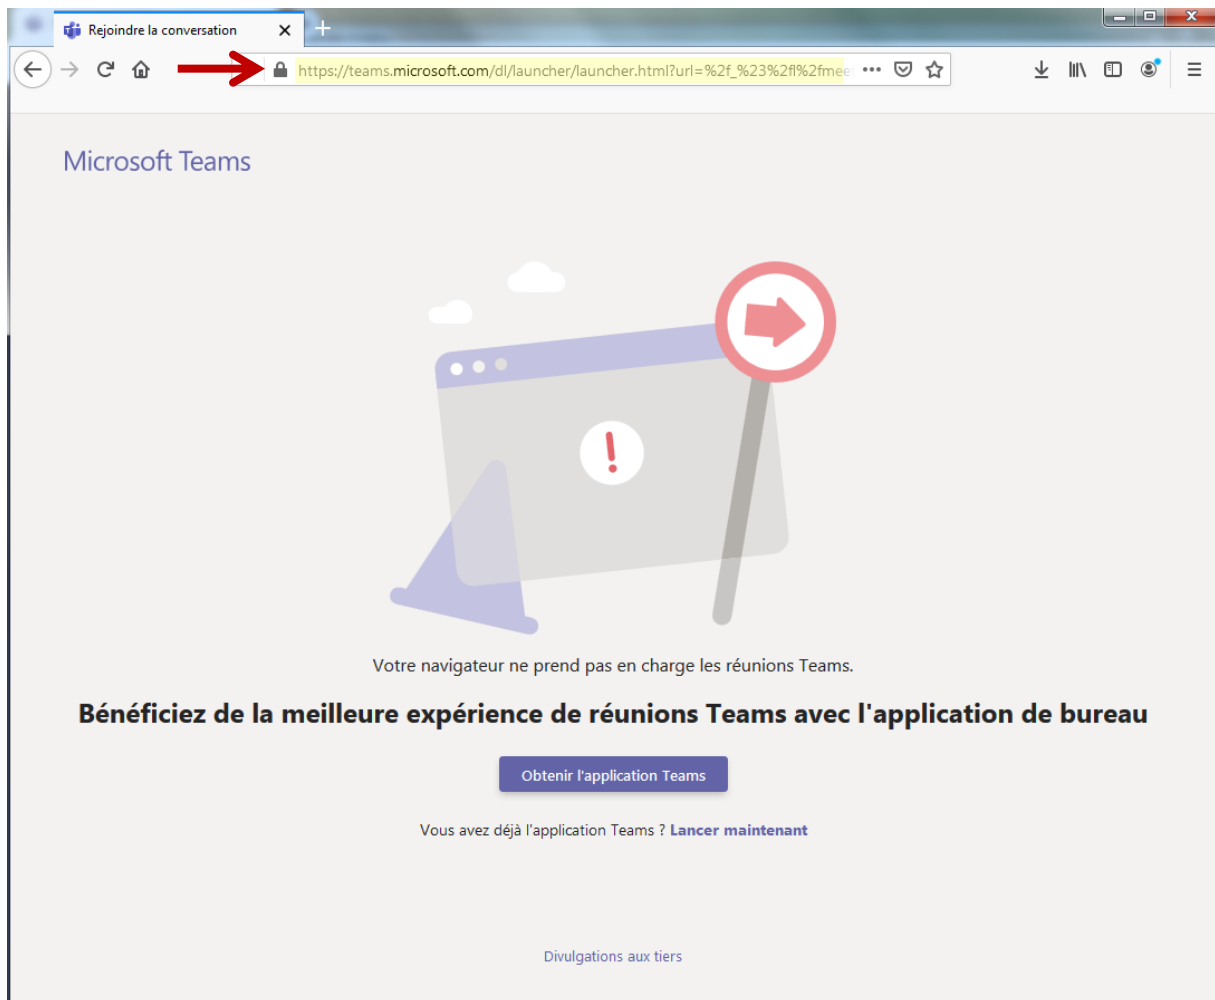 Rejoindre la conversation
https://teams.microsoft.com/dl/launcher/launcher.html?url=%2f_%23%2fl%2fmee
Microsoft Teams
!
Votre navigateur ne prend pas en charge les réunions Teams.
Bénéficiez de la meilleure expérience de réunions Teams avec l'application de bureau
Obtenir l'application Teams
Vous avez déjà l'application Teams ? Lancer maintenant
Divulgations aux tiers